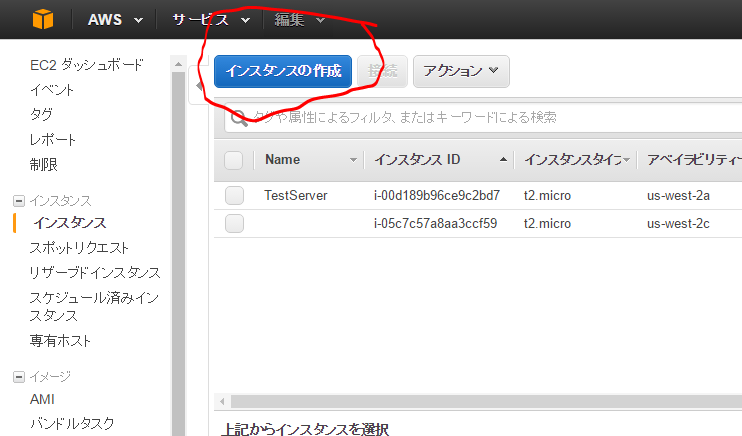 AWS サービス 編集
EC2 ダッシュボード
イベント
タグ
レポート
制限
インスタンス
インスタンス
スポットリクエスト
リザーブドインスタンス
スケジュール済みイン
スタンス
専有ホスト
イメージ
AMI
バンドルタスク
インスタンスの作成 接続 アクション
タグや属性によるフィルタ、またはキーワードによる検索
Name インスタンス ID インスタンスタイプ アベイラビリティー
TestServer i-00d189b96ce9c2bd7 t2.micro us-west-2a
i-05c7c57a8aa3ccf59 t2.micro us-west-2c
上記からインスタンスを選択